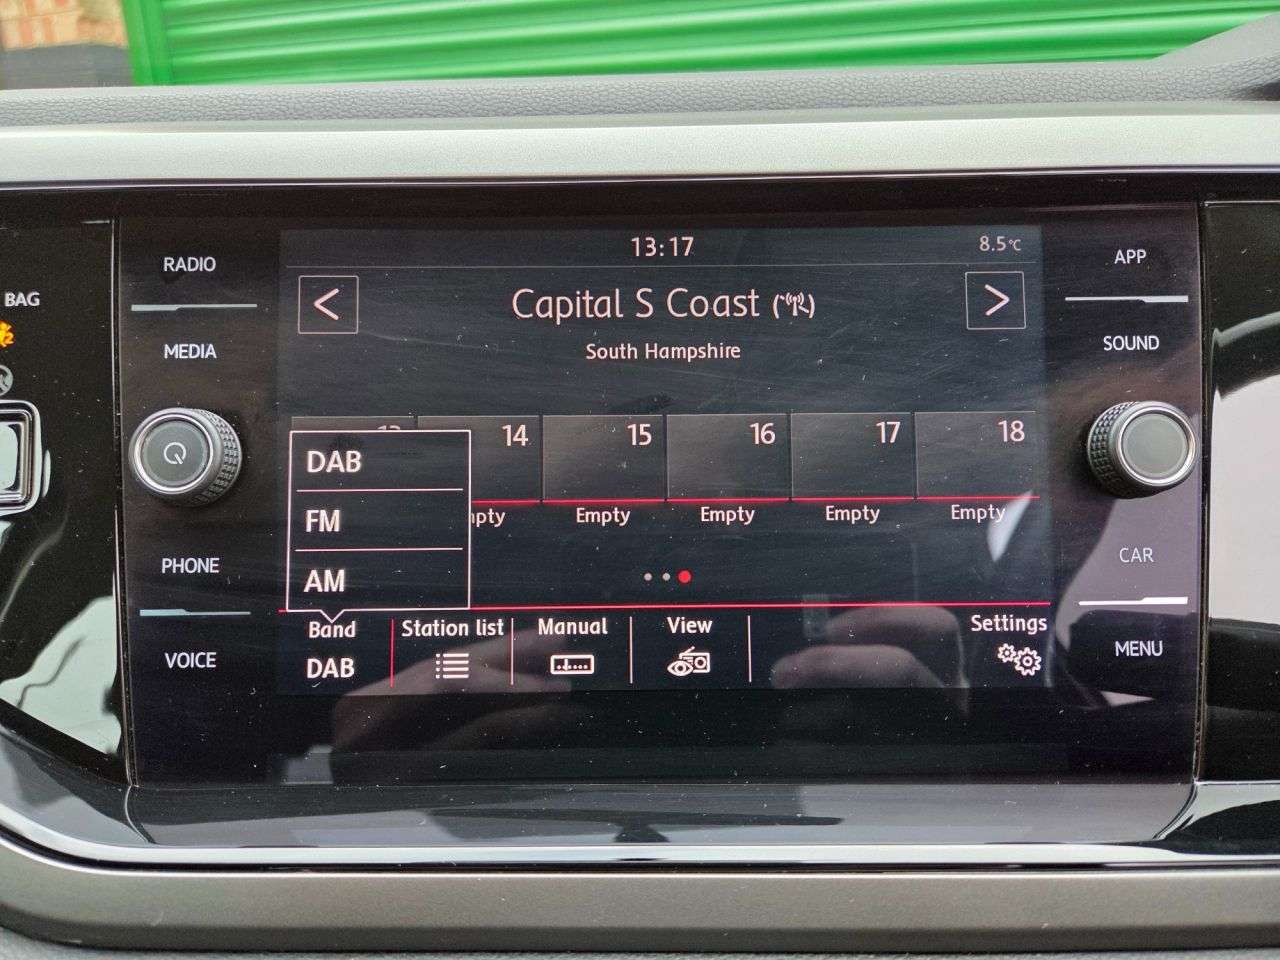 13:17
8.5°C
RADIO
APP
BAG
<
Capital S Coast
>
MEDIA
South Hampshire
SOUND
13
14
15
16
17
18
DAB
FM
AM
Empty
Empty
Empty
Empty
PHONE
CAR
Band
DAB
Station list
Manual
View
Settings
VOICE
MENU